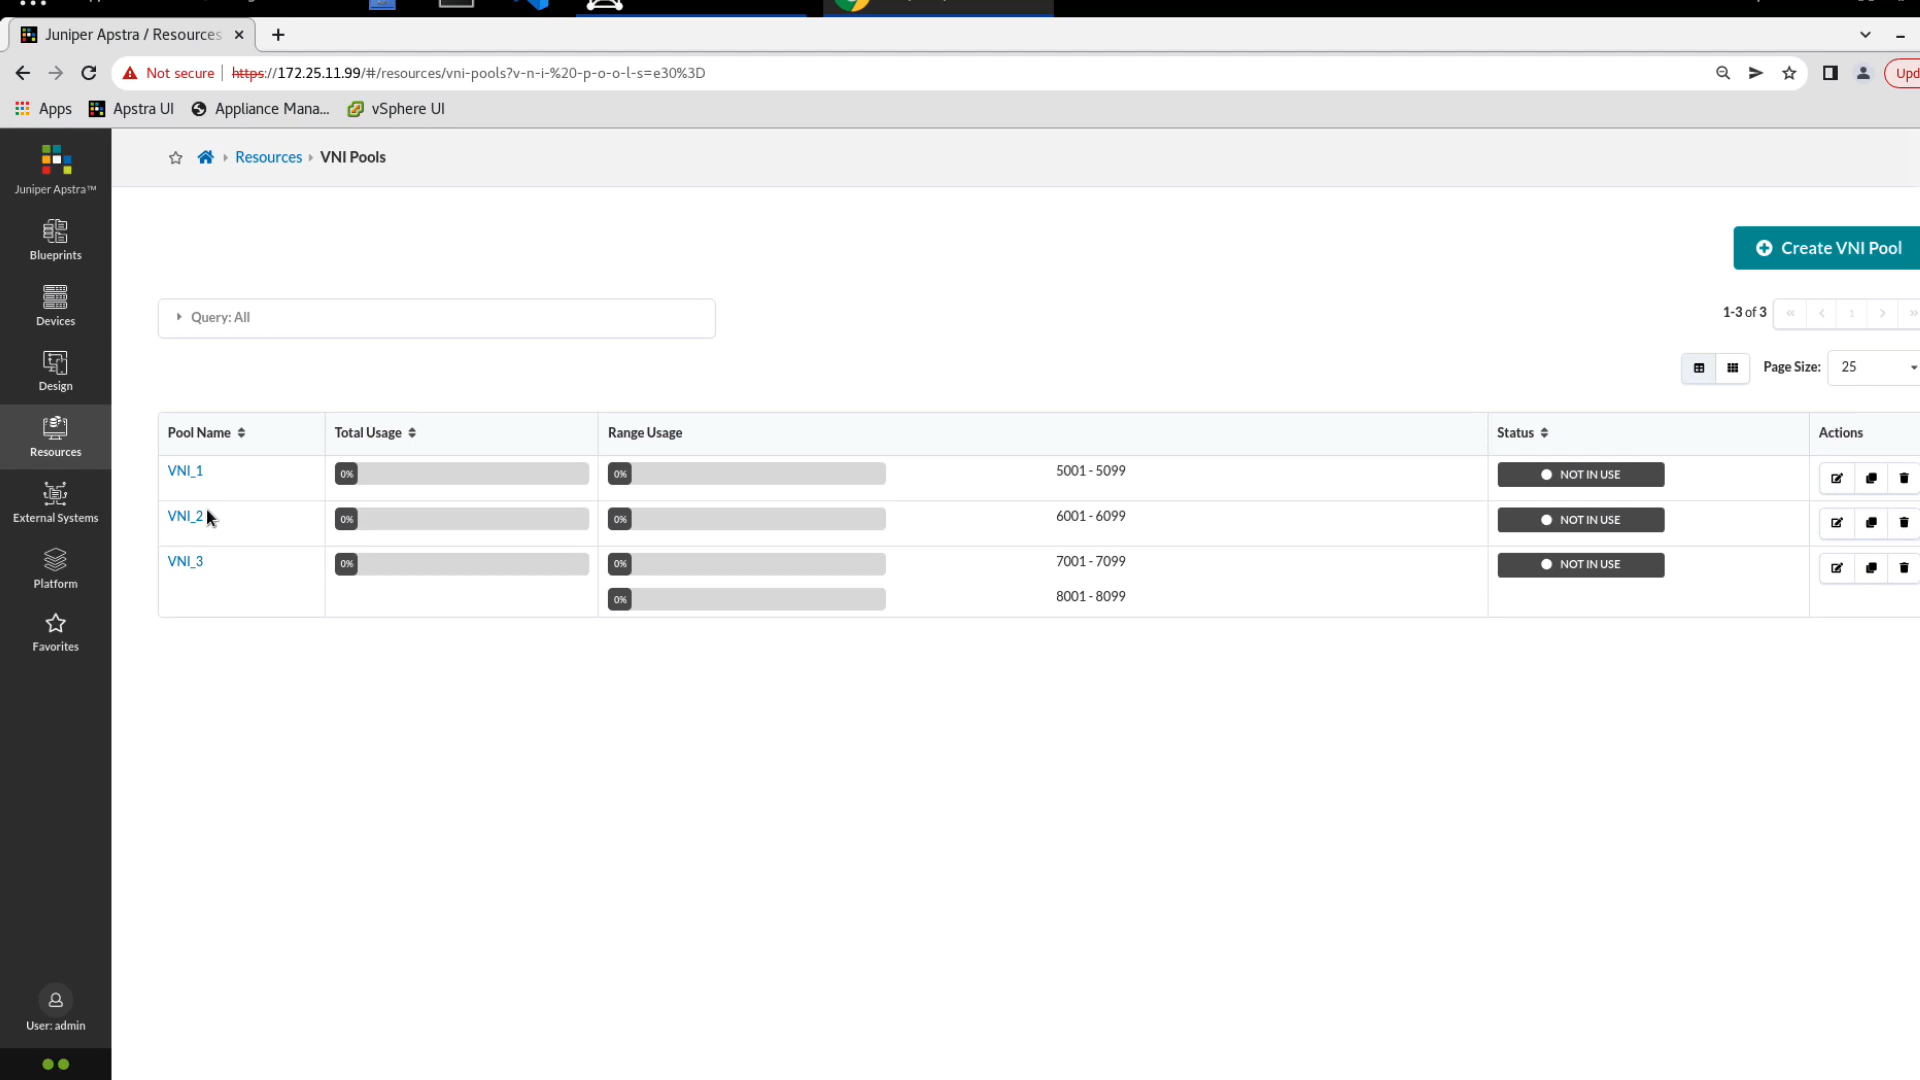 Juniper Apstra / Resources
Not secure
https://172.25.11.99/#/resources/vni-pools?v-n-i-%20-p-o-o-l-s=e30%3D
Upd
Apps
Apstra UI
Appliance Mana...
vSphere UI
Juniper Apstra™
Blueprints
Devices
Design
Resources
External Systems
Platform
Favorites
User: admin
Resources
VNI Pools
Create VNI Pool
Query: All
1-3 of 3
« ‹ 1 › »
Page Size: 25
Pool Name Total Usage Range Usage Status Actions
VNI_1 0% 0% 5001 - 5099 NOT IN USE
VNI_2 0% 0% 6001 - 6099 NOT IN USE
VNI_3 0% 0% 7001 - 7099 NOT IN USE
0% 8001 - 8099